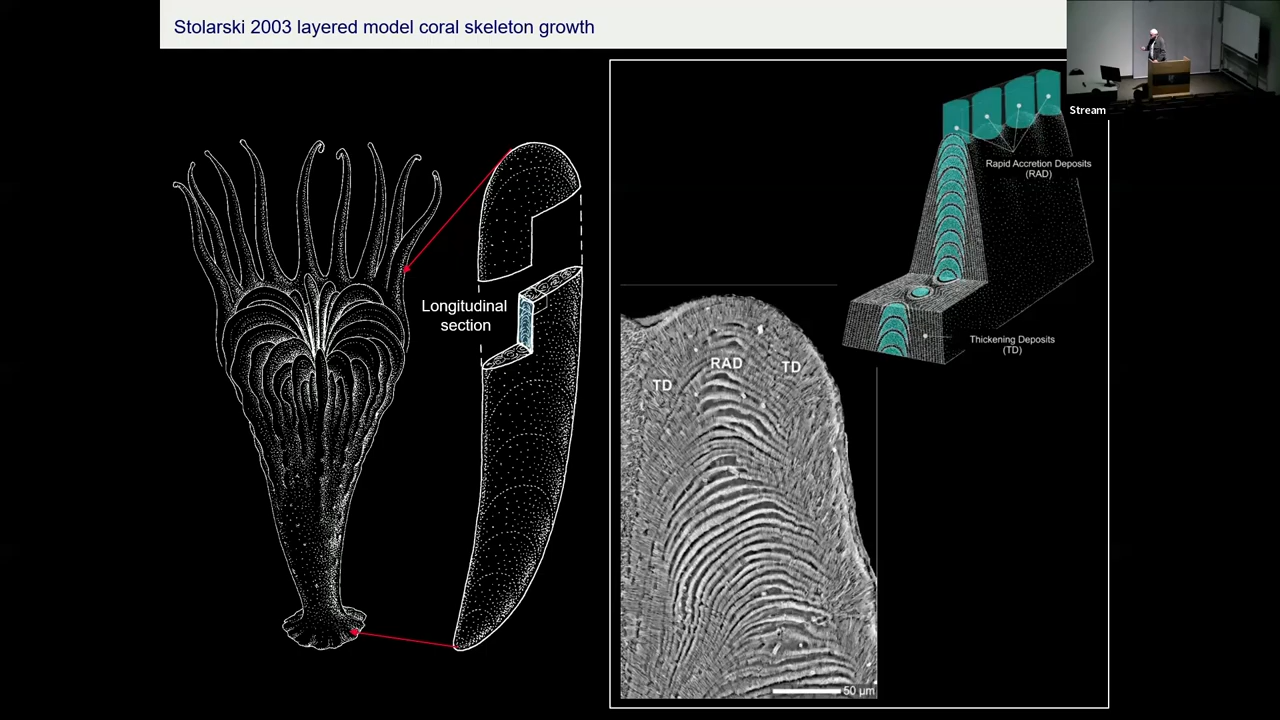 Stolarski 2003 layered model coral skeleton growth
Stream
Rapid Accretion Deposits
(RAD)
Longitudinal
section
Thickening Deposits
(TD)
RAD
TD
TD
50 µm